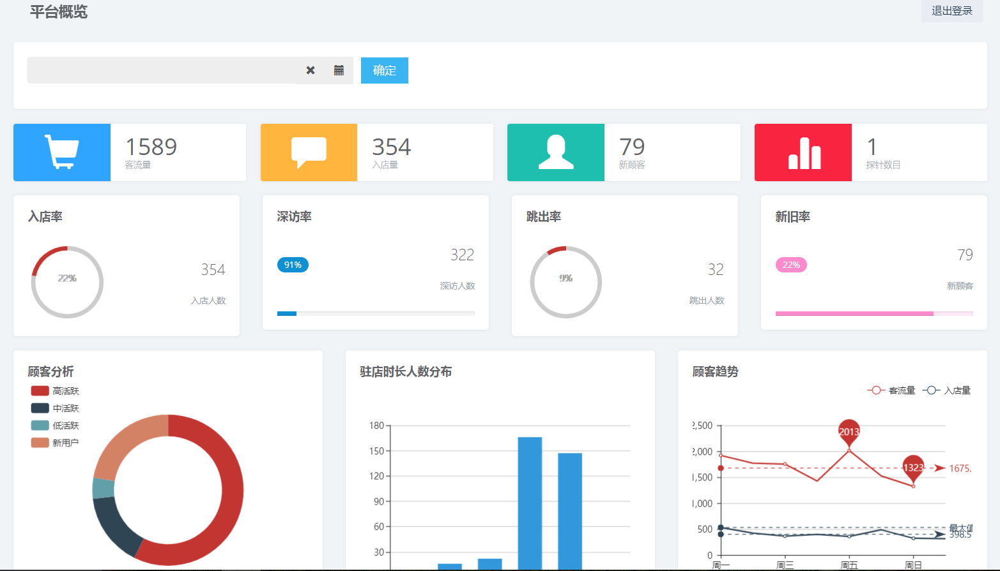 平台概览
退出登录
确定
1589
客流量
354
入店量
79
新顾客
1
探针数目
入店率
22%
354
入店人数
深访率
91%
322
深访人数
跳出率
9%
32
跳出人数
新旧率
22%
79
新顾客
顾客分析
高活跃
中活跃
低活跃
新用户
驻店时长人数分布
180
150
120
90
60
30
顾客趋势
客流量 入店量
2,500
2,000
1,500
1,000
500
0
2013
1323
1675.
最大值
398.5
周一 周三 周五 周日